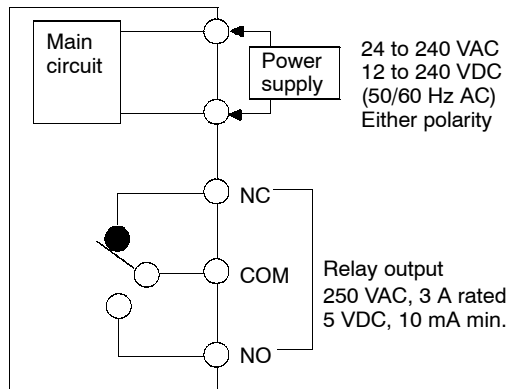 Main
circuit
Power
supply
24 to 240 VAC
12 to 240 VDC
(50/60 Hz AC)
Either polarity
NC
COM
NO
Relay output
250 VAC, 3 A rated
5 VDC, 10 mA min.